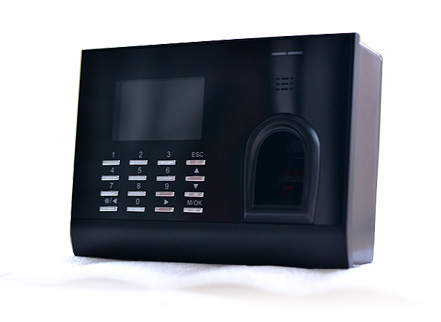 1 2 3 ESC
4 5 6 ▲
7 8 9 ▼
⊕/◀ 0 ▶ M/OK